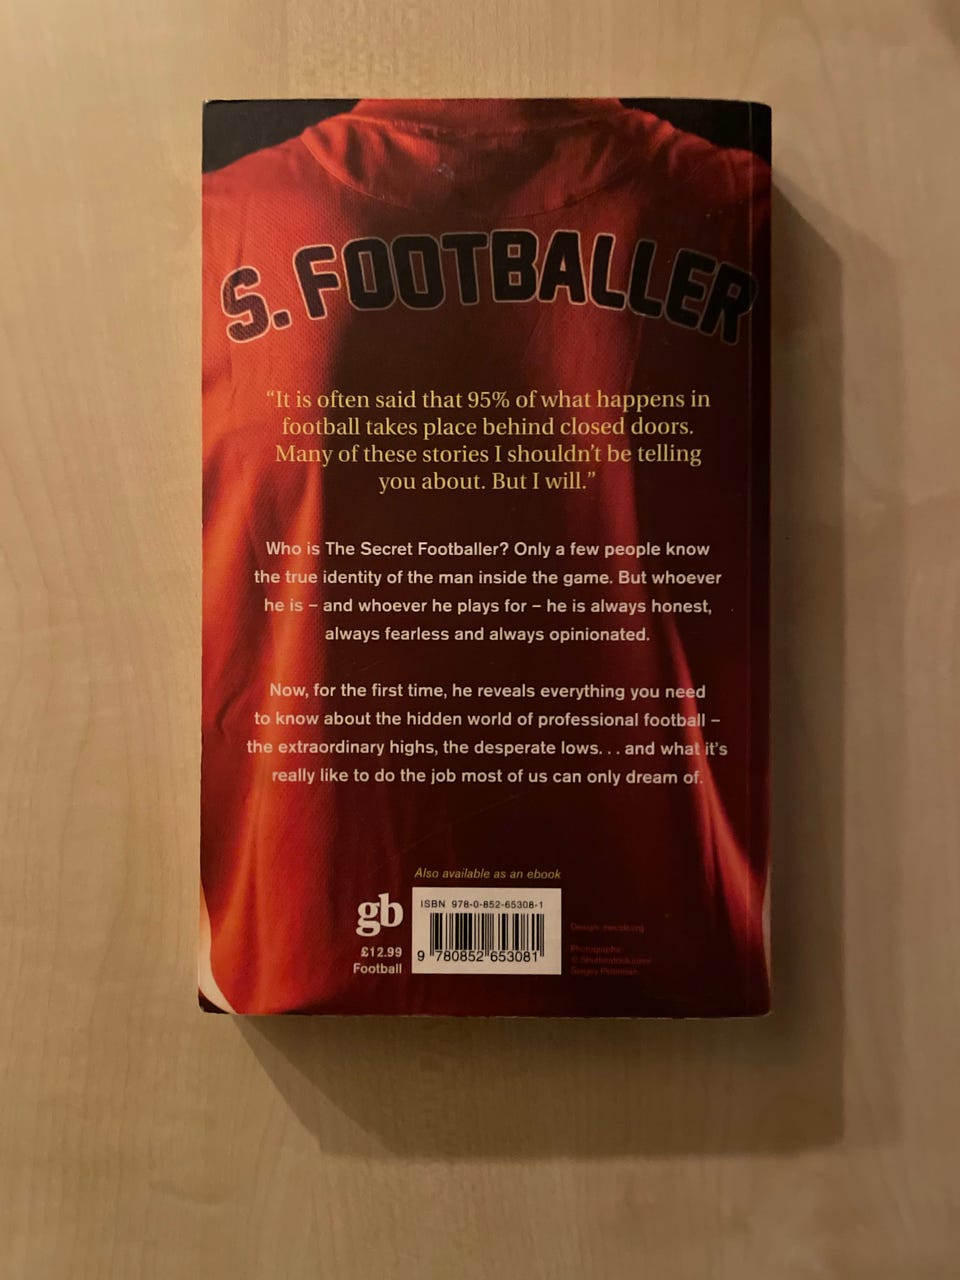 S. FOOTBALLER
“It is often said that 95% of what happens in
football takes place behind closed doors.
Many of these stories I shouldn’t be telling
you about. But I will.”
Who is The Secret Footballer? Only a few people know
the true identity of the man inside the game. But whoever
he is – and whoever he plays for – he is always honest,
always fearless and always opinionated.
Now, for the first time, he reveals everything you need
to know about the hidden world of professional football –
the extraordinary highs, the desperate lows. . . and what it’s
really like to do the job most of us can only dream of.
Also available as an ebook
gb
£12.99
Football
ISBN 978-0-852-65308-1
9 780852 653081
Design:
Photographs:
© Shutterstock.com/
Sergey Peterman